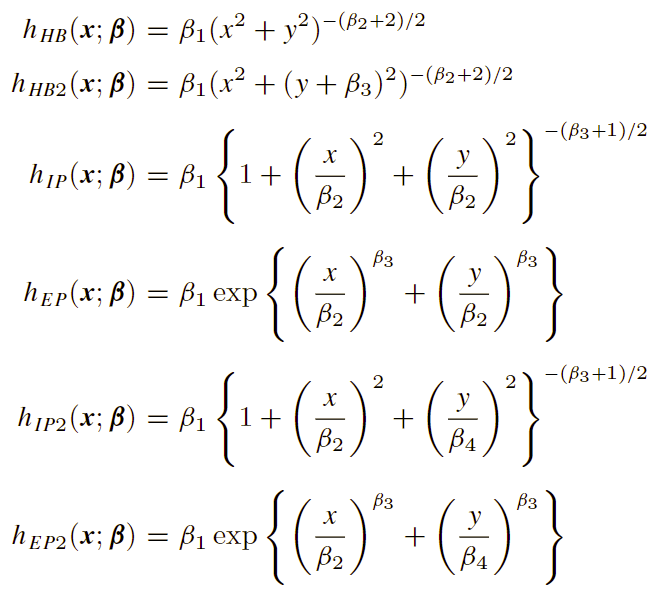 h_{HB}(𝒙; 𝜷) = β_1(x^2 + y^2)^{−(β_2+2)/2}
h_{HB2}(𝒙; 𝜷) = β_1(x^2 + (y + β_3)^2)^{−(β_2+2)/2}
h_{IP}(𝒙; 𝜷) = β_1 {1 + (x/β_2)^2 + (y/β_2)^2}^{−(β_3+1)/2}
h_{EP}(𝒙; 𝜷) = β_1 exp {(x/β_2)^{β_3} + (y/β_2)^{β_3}}
h_{IP2}(𝒙; 𝜷) = β_1 {1 + (x/β_2)^2 + (y/β_4)^2}^{−(β_3+1)/2}
h_{EP2}(𝒙; 𝜷) = β_1 exp {(x/β_2)^{β_3} + (y/β_4)^{β_3}}